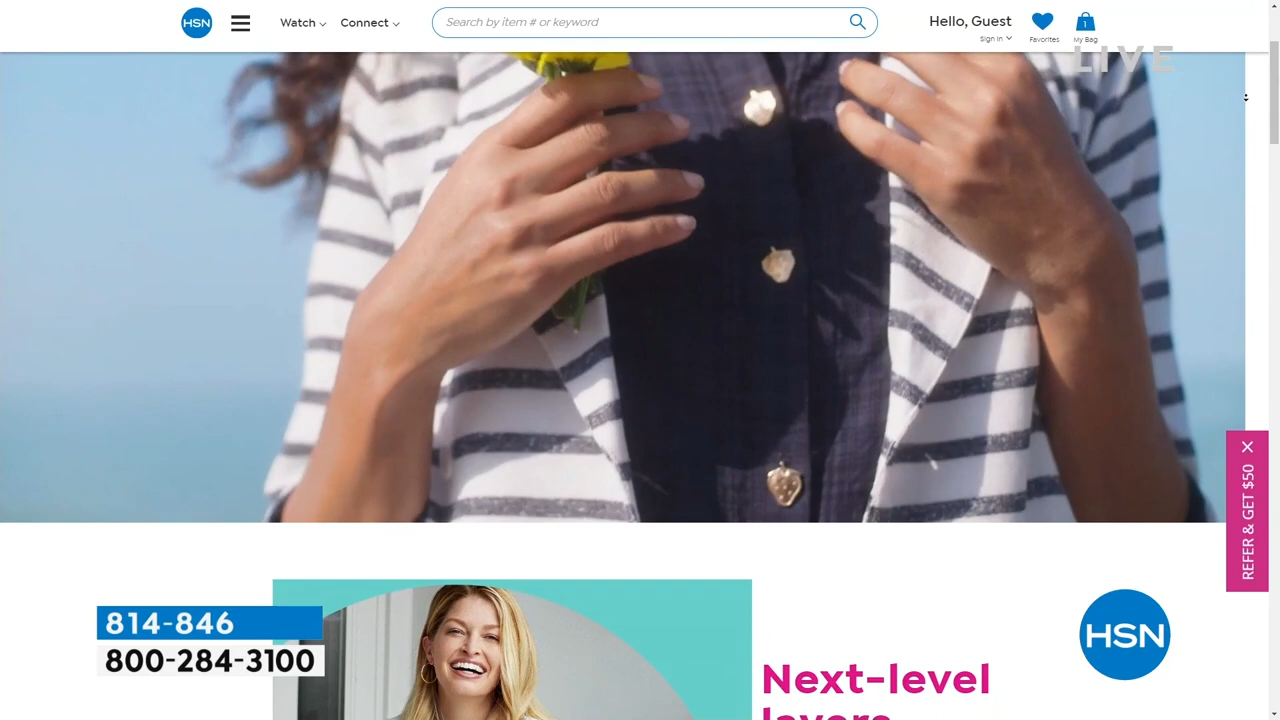 HSN
Watch
Connect
Search by item # or keyword
Hello, Guest
Sign In
Favorites
1
My Bag
LIVE
REFER & GET $50
814-846
800-284-3100
HSN
Next-level
layers